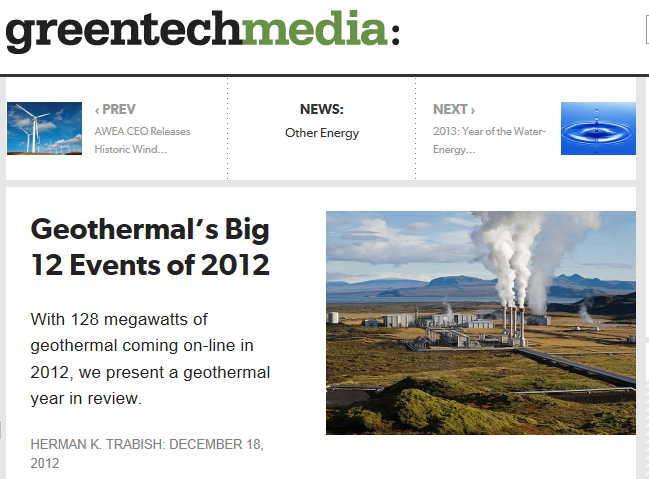 greentechmedia:
‹ PREV
AWEA CEO Releases
Historic Wind...
NEWS:
Other Energy
NEXT ›
2013: Year of the Water-
Energy...
Geothermal's Big
12 Events of 2012
With 128 megawatts of
geothermal coming on-line in
2012, we present a geothermal
year in review.
HERMAN K. TRABISH: DECEMBER 18,
2012